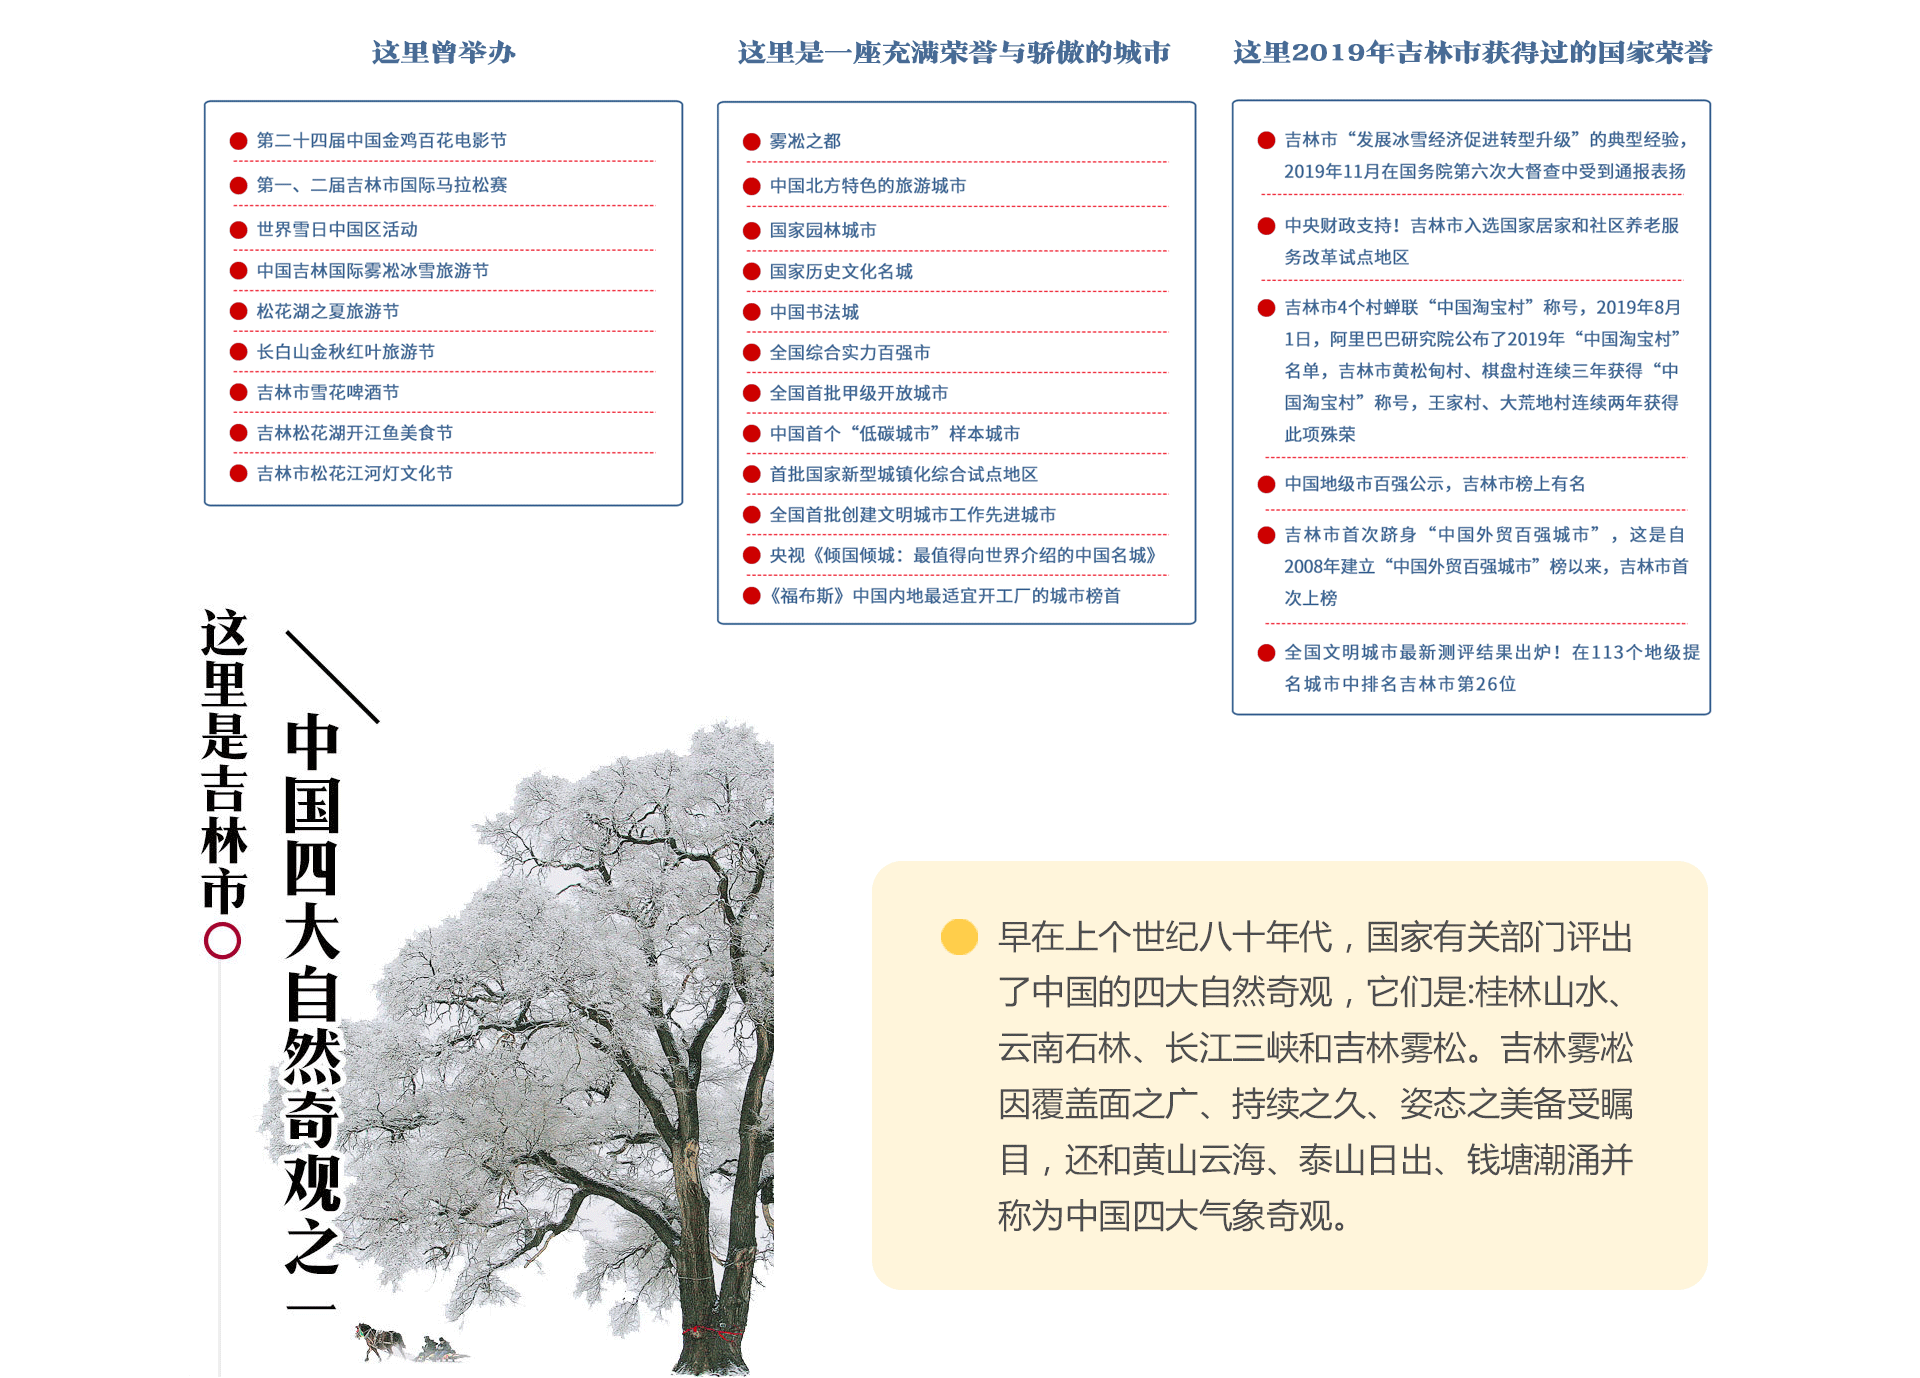 这里曾举办
第二十四届中国金鸡百花电影节
第一、二届吉林市国际马拉松赛
世界雪日中国区活动
中国吉林国际雾凇冰雪旅游节
松花湖之夏旅游节
长白山金秋红叶旅游节
吉林市雪花啤酒节
吉林松花湖开江鱼美食节
吉林市松花江河灯文化节
这里是一座充满荣誉与骄傲的城市
雾凇之都
中国北方特色的旅游城市
国家园林城市
国家历史文化名城
中国书法城
全国综合实力百强市
全国首批甲级开放城市
中国首个“低碳城市”样本城市
首批国家新型城镇化综合试点地区
全国首批创建文明城市工作先进城市
央视《倾国倾城：最值得向世界介绍的中国名城》
《福布斯》中国内地最适宜开工厂的城市榜首
这里2019年吉林市获得过的国家荣誉
吉林市“发展冰雪经济促进转型升级”的典型经验，
2019年11月在国务院第六次大督查中受到通报表扬
中央财政支持！吉林市入选国家居家和社区养老服
务改革试点地区
吉林市4个村蝉联“中国淘宝村”称号，2019年8月
1日，阿里巴巴研究院公布了2019年“中国淘宝村”
名单，吉林市黄松甸村、棋盘村连续三年获得“中
国淘宝村”称号，王家村、大荒地村连续两年获得
此项殊荣
中国地级市百强公示，吉林市榜上有名
吉林市首次跻身“中国外贸百强城市”，这是自
2008年建立“中国外贸百强城市”榜以来，吉林市首
次上榜
全国文明城市最新测评结果出炉！在113个地级提
名城市中排名吉林市第26位
这里是吉林市
中国四大自然奇观之一
早在上个世纪八十年代，国家有关部门评出
了中国的四大自然奇观，它们是:桂林山水、
云南石林、长江三峡和吉林雾松。吉林雾凇
因覆盖面之广、持续之久、姿态之美备受瞩
目，还和黄山云海、泰山日出、钱塘潮涌并
称为中国四大气象奇观。